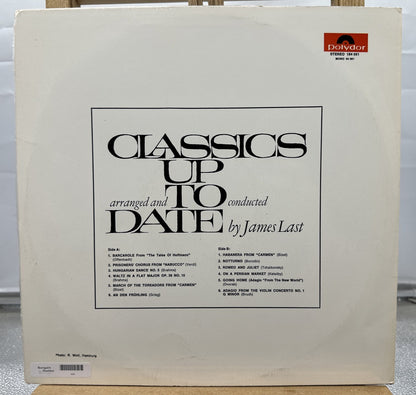 Polydor
STEREO 184 061
CLASSICS
UP
arranged and TO conducted
DATE by James Last
Side A:
1. BARCAROLE From "The Tales Of Hoffmann"
(Offenbach)
2. PRISONERS' CHORUS From "NABUCCO" (Verdi)
3. HUNGARIAN DANCE NO. 5 (Brahms)
4. WALTZ IN A FLAT MAJOR OP. 39 NO. 15
(Brahms)
5. MARCH OF THE TOREADORS FROM "CARMEN"
(Bizet)
6. AN DEN FRÜHLING (Grieg)
Side B:
1. HABANERA FROM "CARMEN" (Bizet)
2. NOTTURNO (Borodin)
3. ROMEO AND JULIET (Tchaikovsky)
4. ON A PERSIAN MARKET (Ketelby)
5. GOING HOME (Adagio "From The New World")
(Dvorak)
6. ADAGIO FROM THE VIOLIN CONCERTO NO. 1
G MINOR (Bruch)
Photo: R. Wolf, Hamburg